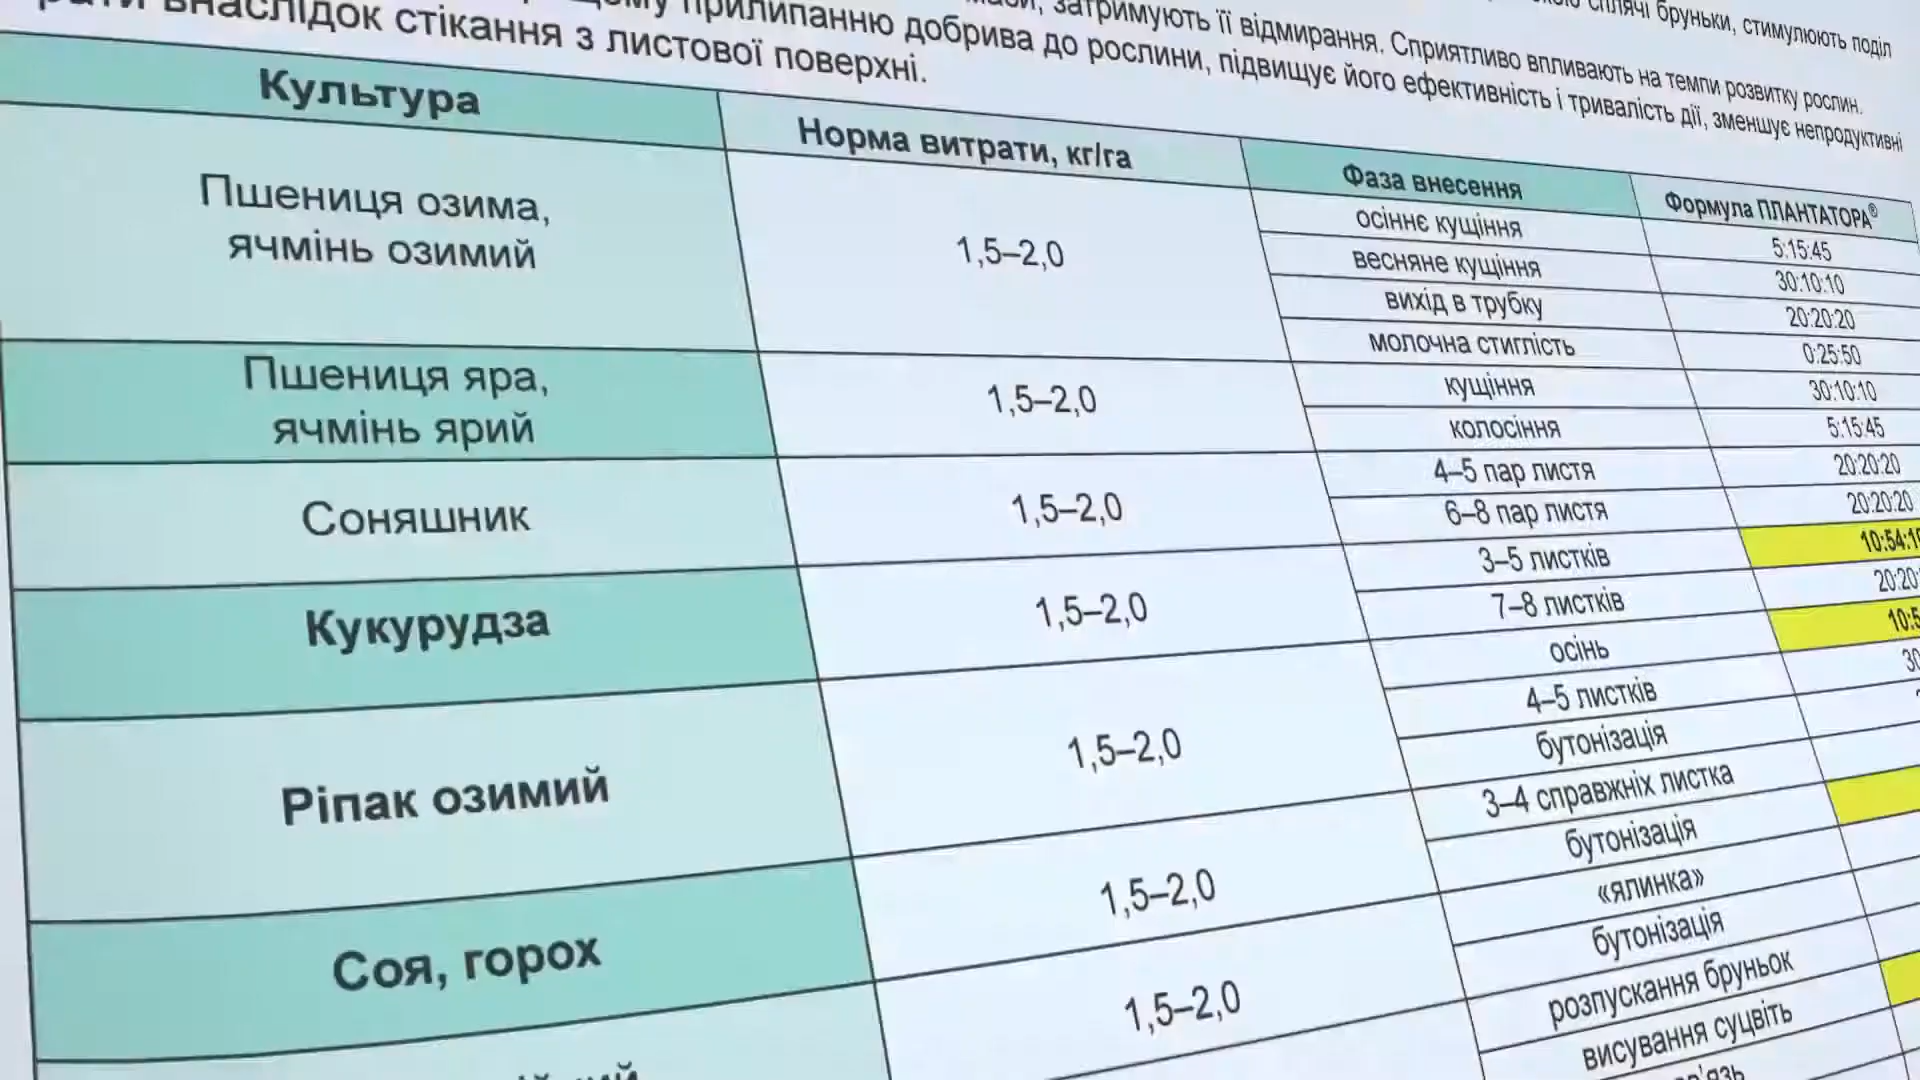 сплячі бруньки, стимулюють поділ
затримують її відмирання. Сприятливо впливають на темпи розвитку рослин.
прилипанню добрива до рослини, підвищує його ефективність і тривалість дії, зменшує непродуктивні
внаслідок стікання з листової поверхні.
Культура
Норма витрати, кг/га
Фаза внесення
Формула ПЛАНТАТОРА®
Пшениця озима,
ячмінь озимий
1,5–2,0
осіннє кущіння
5:15:45
весняне кущіння
30:10:10
вихід в трубку
20:20:20
молочна стиглість
0:25:50
Пшениця яра,
ячмінь ярий
1,5–2,0
кущіння
30:10:10
колосіння
5:15:45
Соняшник
1,5–2,0
4–5 пар листя
20:20:20
6–8 пар листя
20:20:20
Кукурудза
1,5–2,0
3–5 листків
10:54:10
7–8 листків
20:20:
Ріпак озимий
1,5–2,0
осінь
10:5
4–5 листків
30
бутонізація
Соя, горох
1,5–2,0
3–4 справжніх листка
бутонізація
1,5–2,0
«ялинка»
бутонізація
розпускання бруньок
висування суцвіть